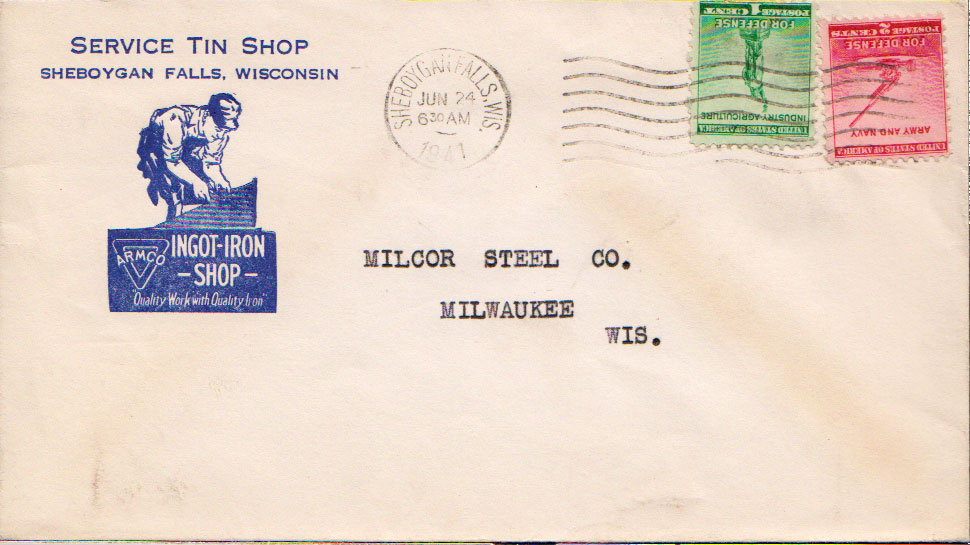 SERVICE TIN SHOP
SHEBOYGAN FALLS, WISCONSIN
ARMCO
INGOT-IRON
- SHOP -
"Quality Work with Quality Iron"
SHEBOYGAN FALLS, WIS.
JUN 24
6 30 AM
1941
UNITED STATES OF AMERICA
INDUSTRY-AGRICULTURE
FOR DEFENSE
POSTAGE 1 CENT
UNITED STATES OF AMERICA
ARMY AND NAVY
FOR DEFENSE
POSTAGE 2 CENTS
MILCOR STEEL CO.
MILWAUKEE
WIS.